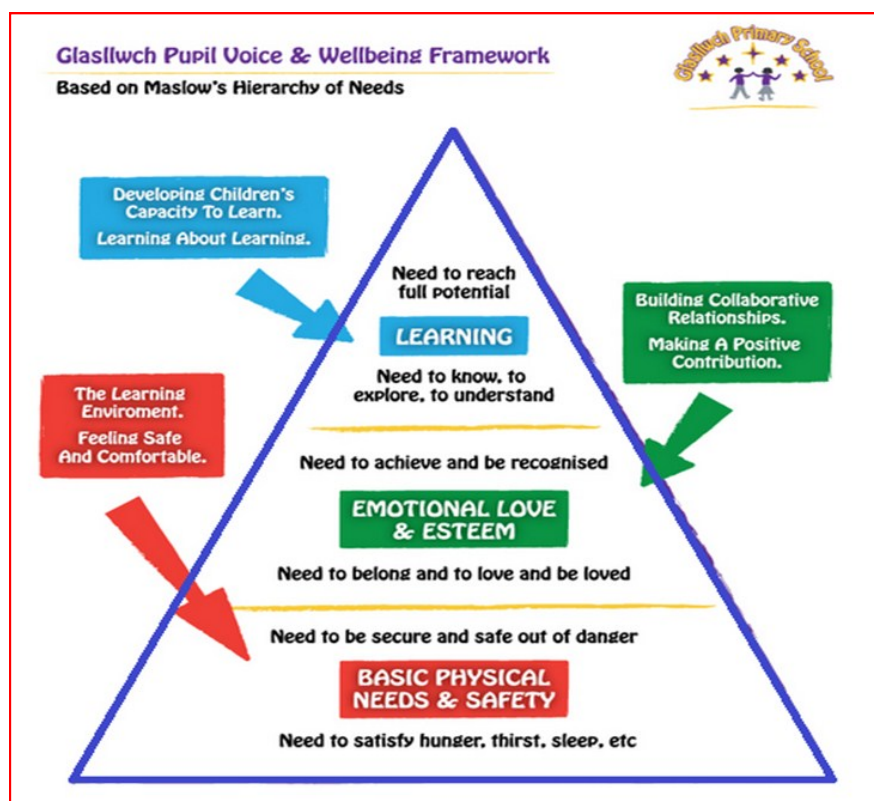 Glasllwch Pupil Voice & Wellbeing Framework
Based on Maslow's Hierarchy of Needs
Glasllwch Primary School
Developing Children's
Capacity To Learn.
Learning About Learning.
Need to reach
full potential
LEARNING
Need to know, to
explore, to understand
Building Collaborative
Relationships.
Making A Positive
Contribution.
The Learning
Enviroment.
Feeling Safe
And Comfortable.
Need to achieve and be recognised
EMOTIONAL LOVE
& ESTEEM
Need to belong and to love and be loved
Need to be secure and safe out of danger
BASIC PHYSICAL
NEEDS & SAFETY
Need to satisfy hunger, thirst, sleep, etc